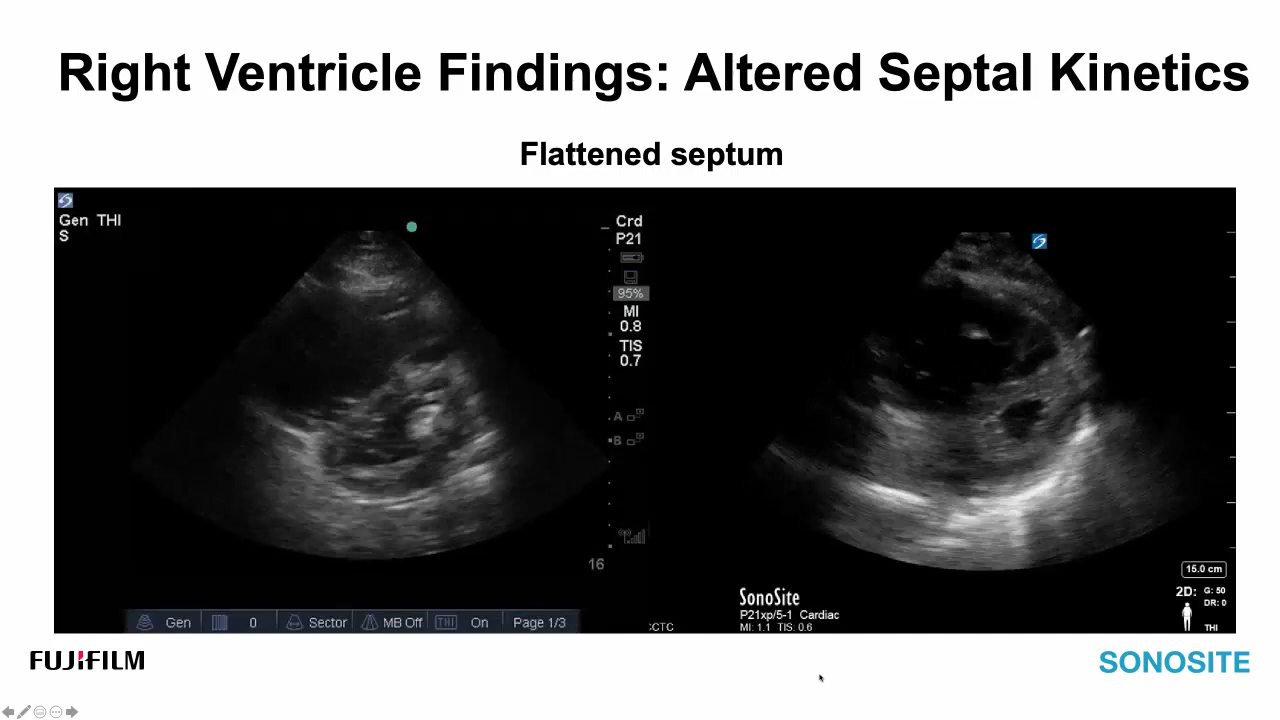 Right Ventricle Findings: Altered Septal Kinetics
Flattened septum
Gen THI
S
Crd
P21
95%
MI
0.8
TIS
0.7
A
B
16
Gen 0 Sector MB Off THI On Page 1/3
:CTC
15.0 cm
2D: G: 50
DR: 0
THI
SonoSite
P21xp/5-1 Cardiac
MI: 1.1 TIS: 0.6
FUJIFILM
SONOSITE